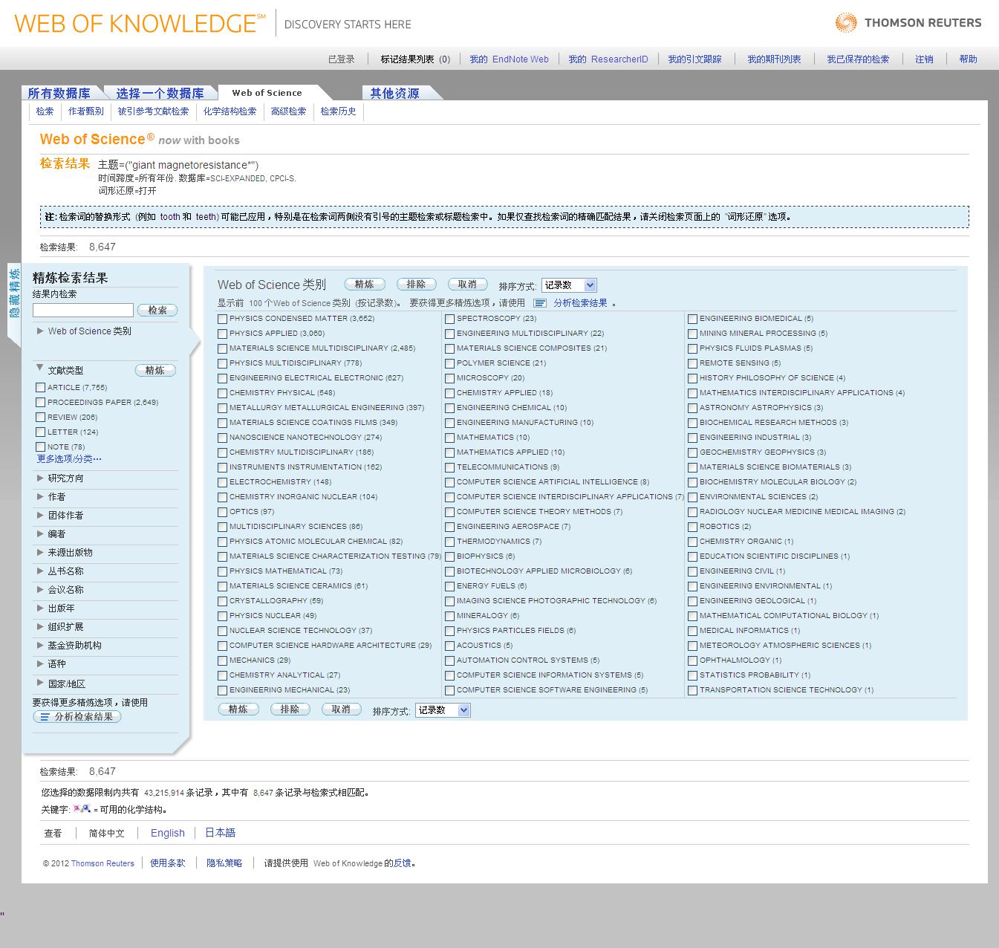 WEB OF KNOWLEDGE℠ DISCOVERY STARTS HERE THOMSON REUTERS
已登录 标记结果列表 (0) 我的 EndNote Web 我的 ResearcherID 我的引文跟踪 我的期刊列表 我已保存的检索 注销 帮助
所有数据库 选择一个数据库 Web of Science 其他资源
检索 作者甄别 被引参考文献检索 化学结构检索 高级检索 检索历史
Web of Science® now with books
检索结果 主题=("giant magnetoresistance*")
时间跨度=所有年份. 数据库=SCI-EXPANDED, CPCI-S.
词形还原=打开
注: 检索词的替换形式 (例如 tooth 和 teeth) 可能已应用，特别是在检索词两侧没有引号的主题检索或标题检索中。如果仅查找检索词的精确匹配结果，请关闭检索页面上的 "词形还原" 选项。
检索结果: 8,647
隐藏精炼
精炼检索结果
结果内检索
检索
Web of Science 类别
文献类型 精炼
ARTICLE (7,755)
PROCEEDINGS PAPER (2,649)
REVIEW (206)
LETTER (124)
NOTE (78)
更多选项/分类…
研究方向
作者
团体作者
编者
来源出版物
丛书名称
会议名称
出版年
组织扩展
基金资助机构
语种
国家/地区
要获得更多精炼选项，请使用
分析检索结果
Web of Science 类别 精炼 排除 取消 排序方式: 记录数
显示前 100 个Web of Science 类别 (按记录数)。 要获得更多精炼选项，请使用 分析检索结果 。
PHYSICS CONDENSED MATTER (3,652)
PHYSICS APPLIED (3,060)
MATERIALS SCIENCE MULTIDISCIPLINARY (2,485)
PHYSICS MULTIDISCIPLINARY (778)
ENGINEERING ELECTRICAL ELECTRONIC (627)
CHEMISTRY PHYSICAL (548)
METALLURGY METALLURGICAL ENGINEERING (397)
MATERIALS SCIENCE COATINGS FILMS (349)
NANOSCIENCE NANOTECHNOLOGY (274)
CHEMISTRY MULTIDISCIPLINARY (186)
INSTRUMENTS INSTRUMENTATION (162)
ELECTROCHEMISTRY (148)
CHEMISTRY INORGANIC NUCLEAR (104)
OPTICS (97)
MULTIDISCIPLINARY SCIENCES (86)
PHYSICS ATOMIC MOLECULAR CHEMICAL (82)
MATERIALS SCIENCE CHARACTERIZATION TESTING (79)
PHYSICS MATHEMATICAL (73)
MATERIALS SCIENCE CERAMICS (61)
CRYSTALLOGRAPHY (59)
PHYSICS NUCLEAR (49)
NUCLEAR SCIENCE TECHNOLOGY (37)
COMPUTER SCIENCE HARDWARE ARCHITECTURE (29)
MECHANICS (29)
CHEMISTRY ANALYTICAL (27)
ENGINEERING MECHANICAL (23)
SPECTROSCOPY (23)
ENGINEERING MULTIDISCIPLINARY (22)
MATERIALS SCIENCE COMPOSITES (21)
POLYMER SCIENCE (21)
MICROSCOPY (20)
CHEMISTRY APPLIED (18)
ENGINEERING CHEMICAL (10)
ENGINEERING MANUFACTURING (10)
MATHEMATICS (10)
MATHEMATICS APPLIED (10)
TELECOMMUNICATIONS (9)
COMPUTER SCIENCE ARTIFICIAL INTELLIGENCE (8)
COMPUTER SCIENCE INTERDISCIPLINARY APPLICATIONS (7)
COMPUTER SCIENCE THEORY METHODS (7)
ENGINEERING AEROSPACE (7)
THERMODYNAMICS (7)
BIOPHYSICS (6)
BIOTECHNOLOGY APPLIED MICROBIOLOGY (6)
ENERGY FUELS (6)
IMAGING SCIENCE PHOTOGRAPHIC TECHNOLOGY (6)
MINERALOGY (6)
PHYSICS PARTICLES FIELDS (6)
ACOUSTICS (5)
AUTOMATION CONTROL SYSTEMS (5)
COMPUTER SCIENCE INFORMATION SYSTEMS (5)
COMPUTER SCIENCE SOFTWARE ENGINEERING (5)
ENGINEERING BIOMEDICAL (5)
MINING MINERAL PROCESSING (5)
PHYSICS FLUIDS PLASMAS (5)
REMOTE SENSING (5)
HISTORY PHILOSOPHY OF SCIENCE (4)
MATHEMATICS INTERDISCIPLINARY APPLICATIONS (4)
ASTRONOMY ASTROPHYSICS (3)
BIOCHEMICAL RESEARCH METHODS (3)
ENGINEERING INDUSTRIAL (3)
GEOCHEMISTRY GEOPHYSICS (3)
MATERIALS SCIENCE BIOMATERIALS (3)
BIOCHEMISTRY MOLECULAR BIOLOGY (2)
ENVIRONMENTAL SCIENCES (2)
RADIOLOGY NUCLEAR MEDICINE MEDICAL IMAGING (2)
ROBOTICS (2)
CHEMISTRY ORGANIC (1)
EDUCATION SCIENTIFIC DISCIPLINES (1)
ENGINEERING CIVIL (1)
ENGINEERING ENVIRONMENTAL (1)
ENGINEERING GEOLOGICAL (1)
MATHEMATICAL COMPUTATIONAL BIOLOGY (1)
MEDICAL INFORMATICS (1)
METEOROLOGY ATMOSPHERIC SCIENCES (1)
OPHTHALMOLOGY (1)
STATISTICS PROBABILITY (1)
TRANSPORTATION SCIENCE TECHNOLOGY (1)
精炼 排除 取消 排序方式: 记录数
检索结果: 8,647
您选择的数据限制内共有 43,215,914 条记录，其中有 8,647 条记录与检索式相匹配。
关键字: = 可用的化学结构。
查看 简体中文 English 日本語
© 2012 Thomson Reuters 使用条款 隐私策略 请提供使用 Web of Knowledge 的反馈。
"